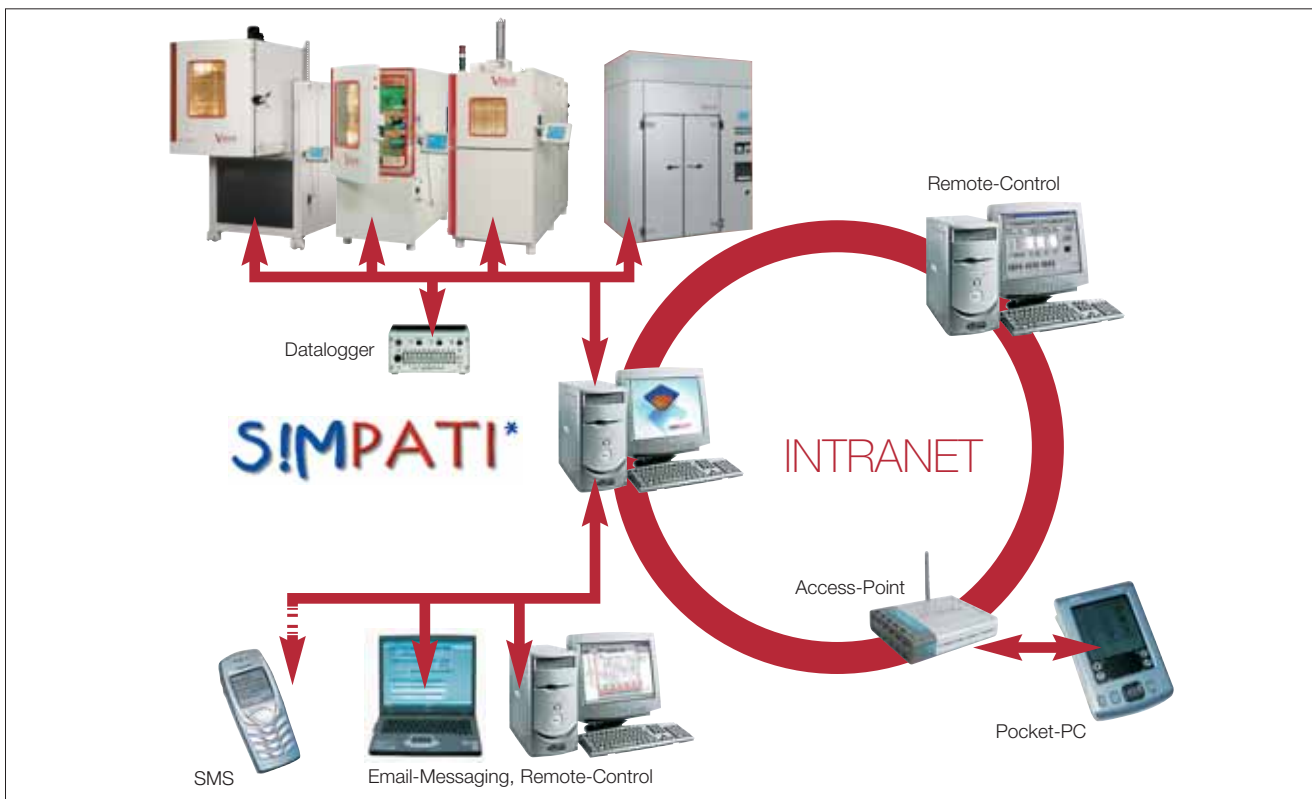 Remote-Control
Datalogger
S!MPATI*
INTRANET
Access-Point
Pocket-PC
SMS
Email-Messaging, Remote-Control